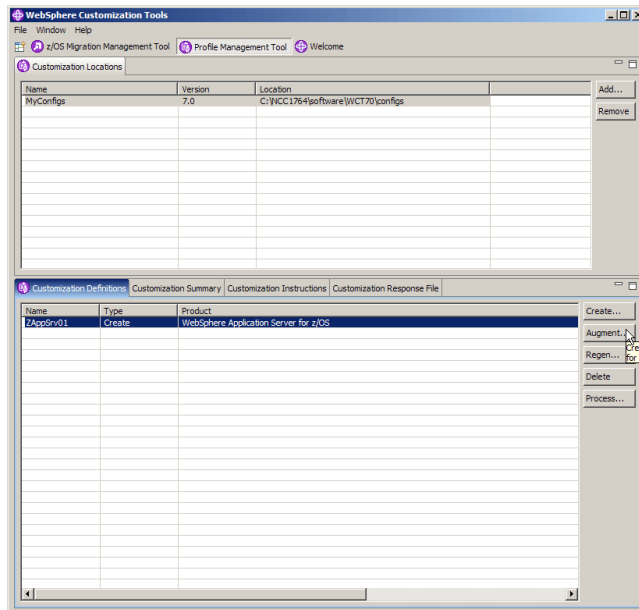 WebSphere Customization Tools
File Window Help
z/OS Migration Management Tool Profile Management Tool Welcome
Customization Locations
Name Version Location
MyConfigs 7.0 C:\NCC1764\software\WCT70\configs
Add...
Remove
Customization Definitions Customization Summary Customization Instructions Customization Response File
Name Type Product
ZAppSrv01 Create WebSphere Application Server for z/OS
Create...
Augment..
Regen...
Cre
for
Delete
Process...